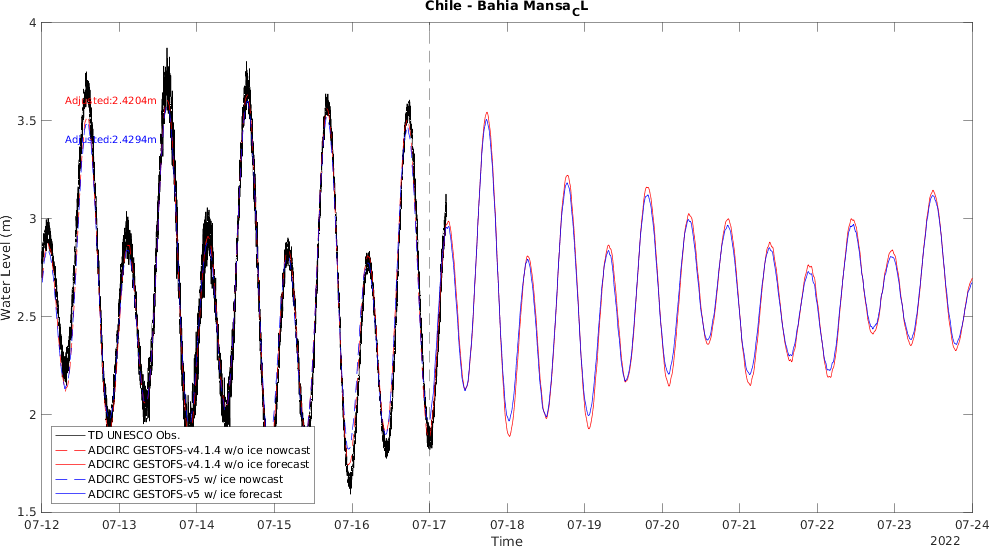 Chile - Bahia Mansa_CL
Water Level (m)
4
3.5
3
2.5
2
1.5
Adjusted:2.4204m
Adjusted:2.4294m
TD UNESCO Obs.
ADCIRC GESTOFS-v4.1.4 w/o ice nowcast
ADCIRC GESTOFS-v4.1.4 w/o ice forecast
ADCIRC GESTOFS-v5 w/ ice nowcast
ADCIRC GESTOFS-v5 w/ ice forecast
07-12 07-13 07-14 07-15 07-16 07-17 07-18 07-19 07-20 07-21 07-22 07-23 07-24
Time
2022